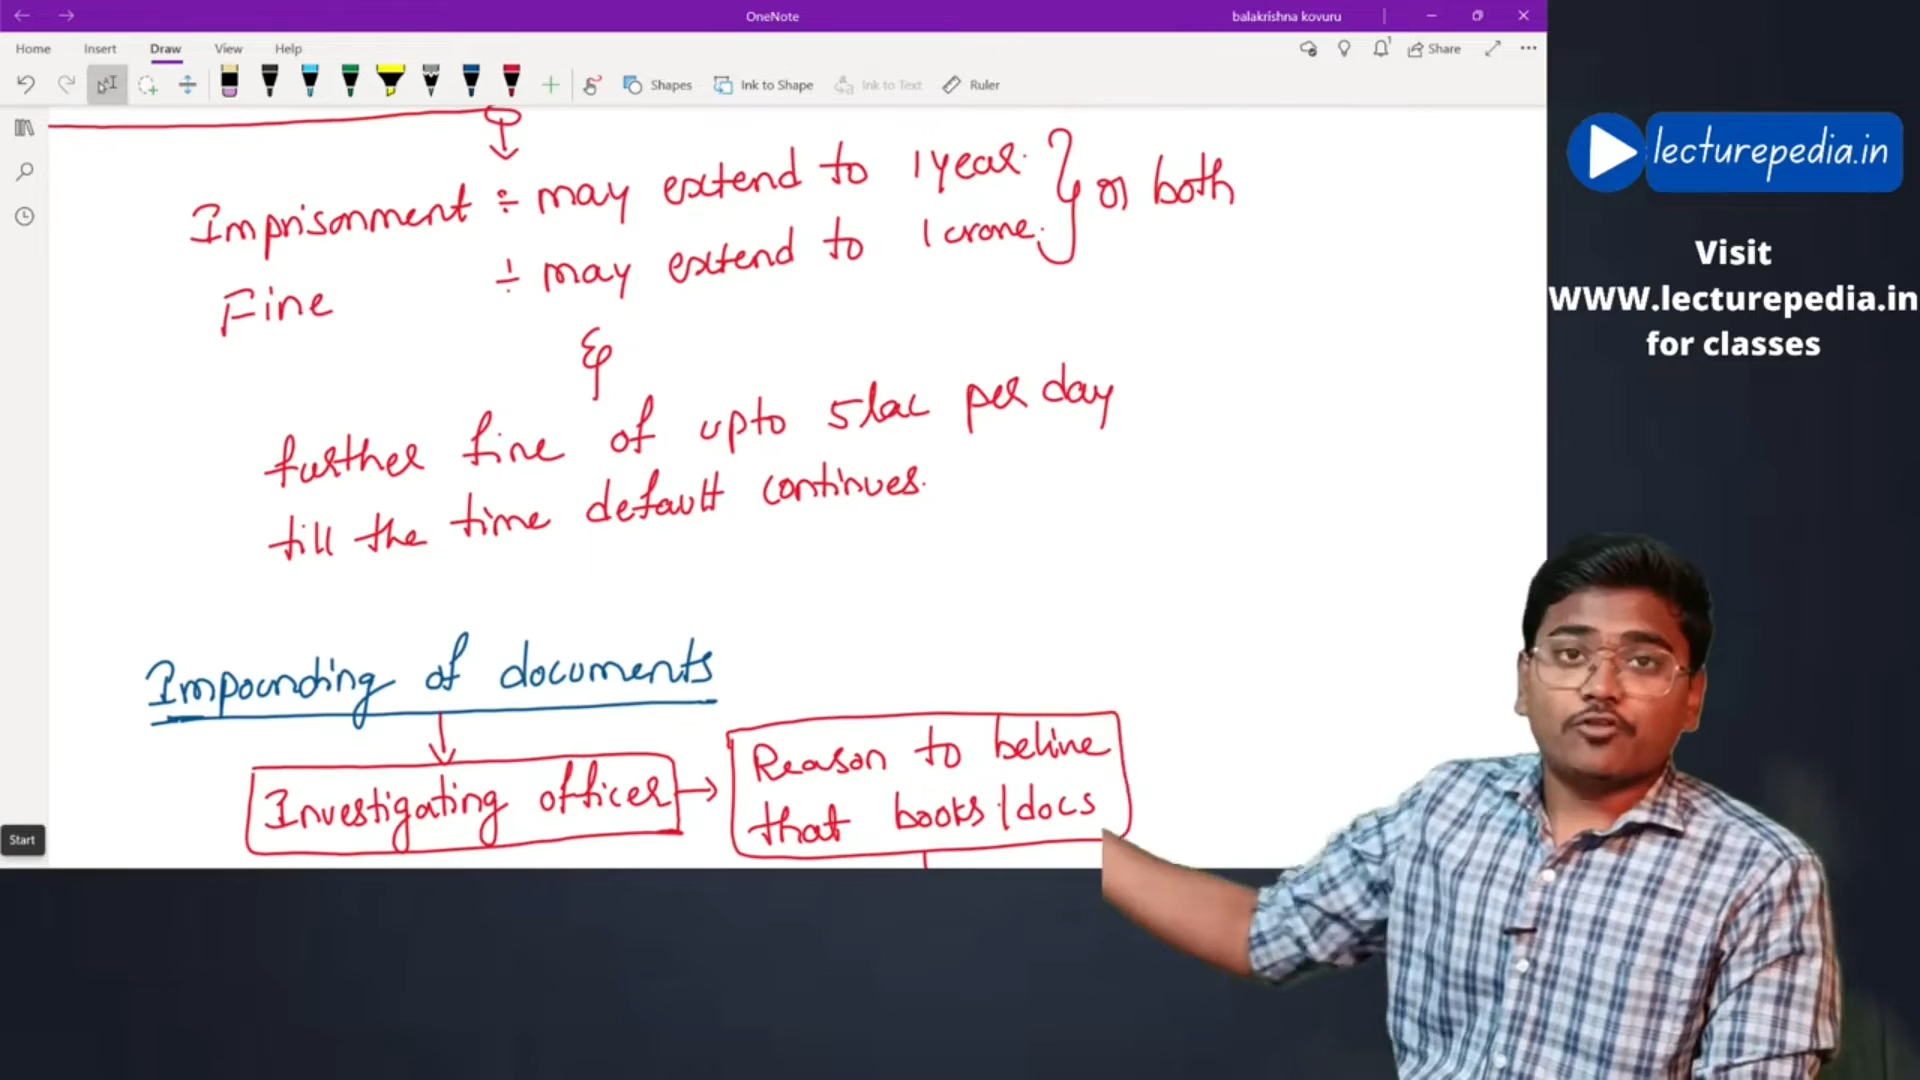 OneNote
balakrishna kovuru
Home Insert Draw View Help
1
Share
Shapes Ink to Shape Ink to Text Ruler
Imprisonment ÷ may extend to 1 year. } or both
Fine ÷ may extend to 1 crore.
&
further fine of upto 5 lac per day
till the time default continues.
Impounding of documents
Investigating officer
Reason to belive
that books/docs
Start
lecturepedia.in
Visit
WWW.lecturepedia.in
for classes